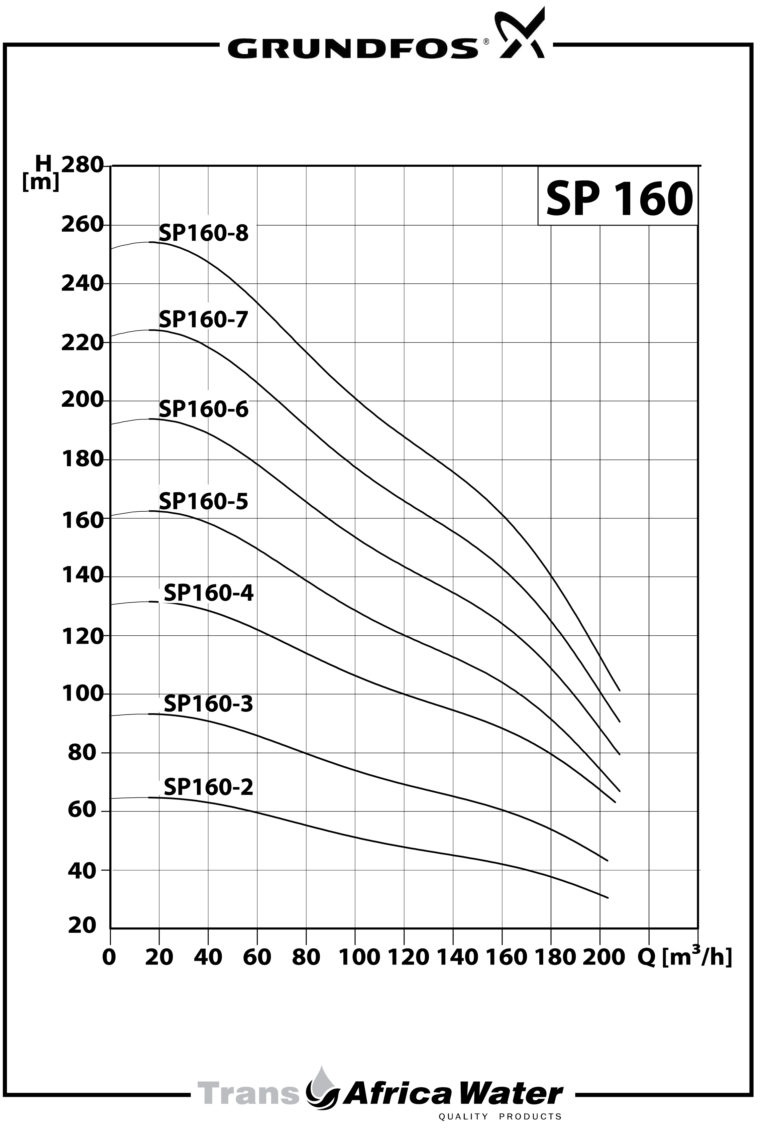 GRUNDFOS®
H
[m]
280
SP 160
260
SP160-8
240
SP160-7
220
200
SP160-6
180
SP160-5
160
140
SP160-4
120
100
SP160-3
80
SP160-2
60
40
20
0 20 40 60 80 100 120 140 160 180 200 Q [m³/h]
Trans Africa Water
QUALITY PRODUCTS